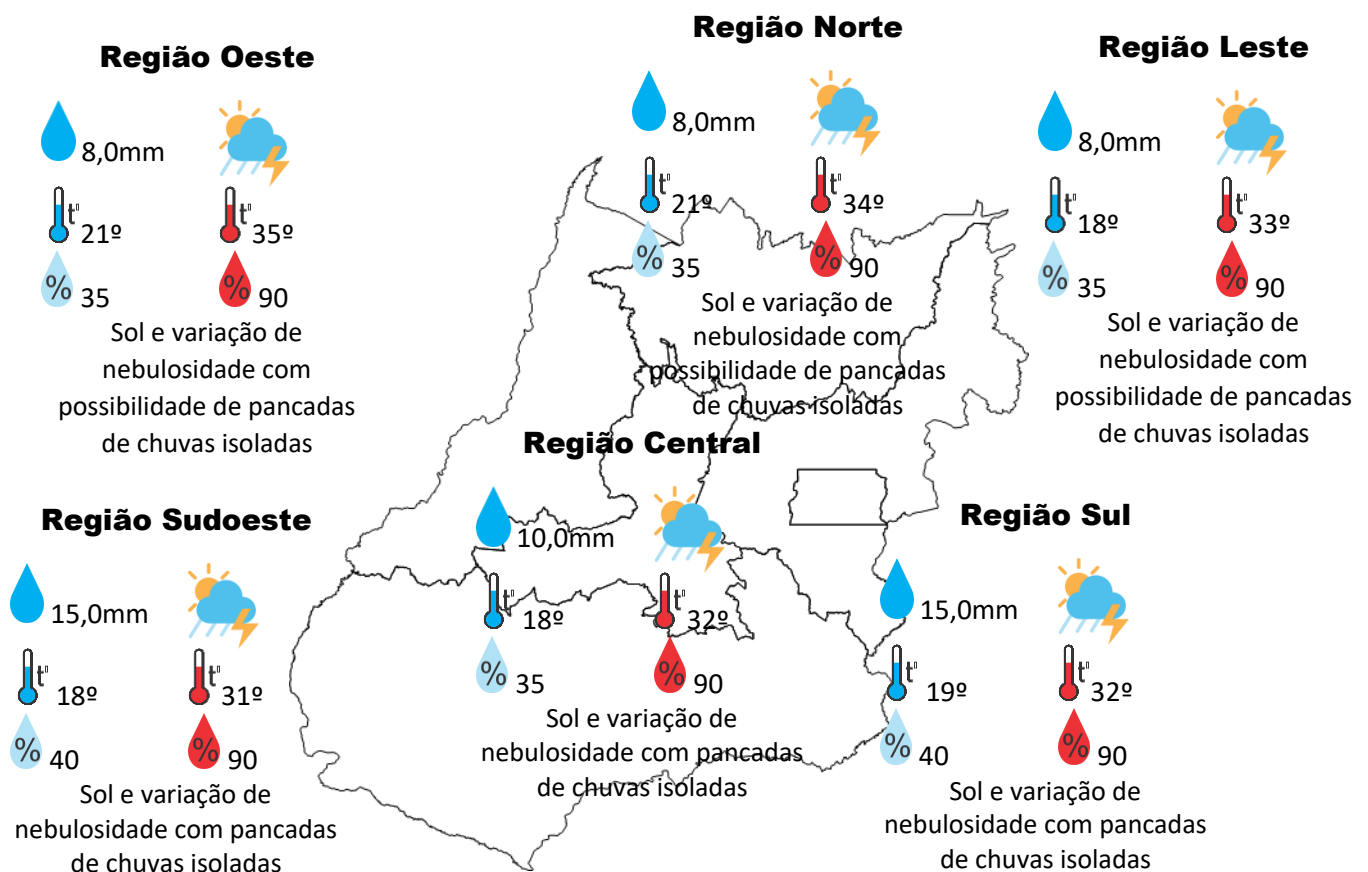 Região Oeste
8,0mm
t°
21º
t°
35º
% 35
% 90
Sol e variação de
nebulosidade com
possibilidade de pancadas
de chuvas isoladas
Região Norte
8,0mm
t°
21º
t°
34º
% 35
% 90
Sol e variação de
nebulosidade com
possibilidade de pancadas
de chuvas isoladas
Região Leste
8,0mm
t°
18º
t°
33º
% 35
% 90
Sol e variação de
nebulosidade com
possibilidade de pancadas
de chuvas isoladas
Região Sudoeste
15,0mm
t°
18º
t°
31º
% 40
% 90
Sol e variação de
nebulosidade com pancadas
de chuvas isoladas
Região Central
10,0mm
t°
18º
t°
32º
% 35
% 90
Sol e variação de
nebulosidade com pancadas
de chuvas isoladas
Região Sul
15,0mm
t°
19º
t°
32º
% 40
% 90
Sol e variação de
nebulosidade com pancadas
de chuvas isoladas